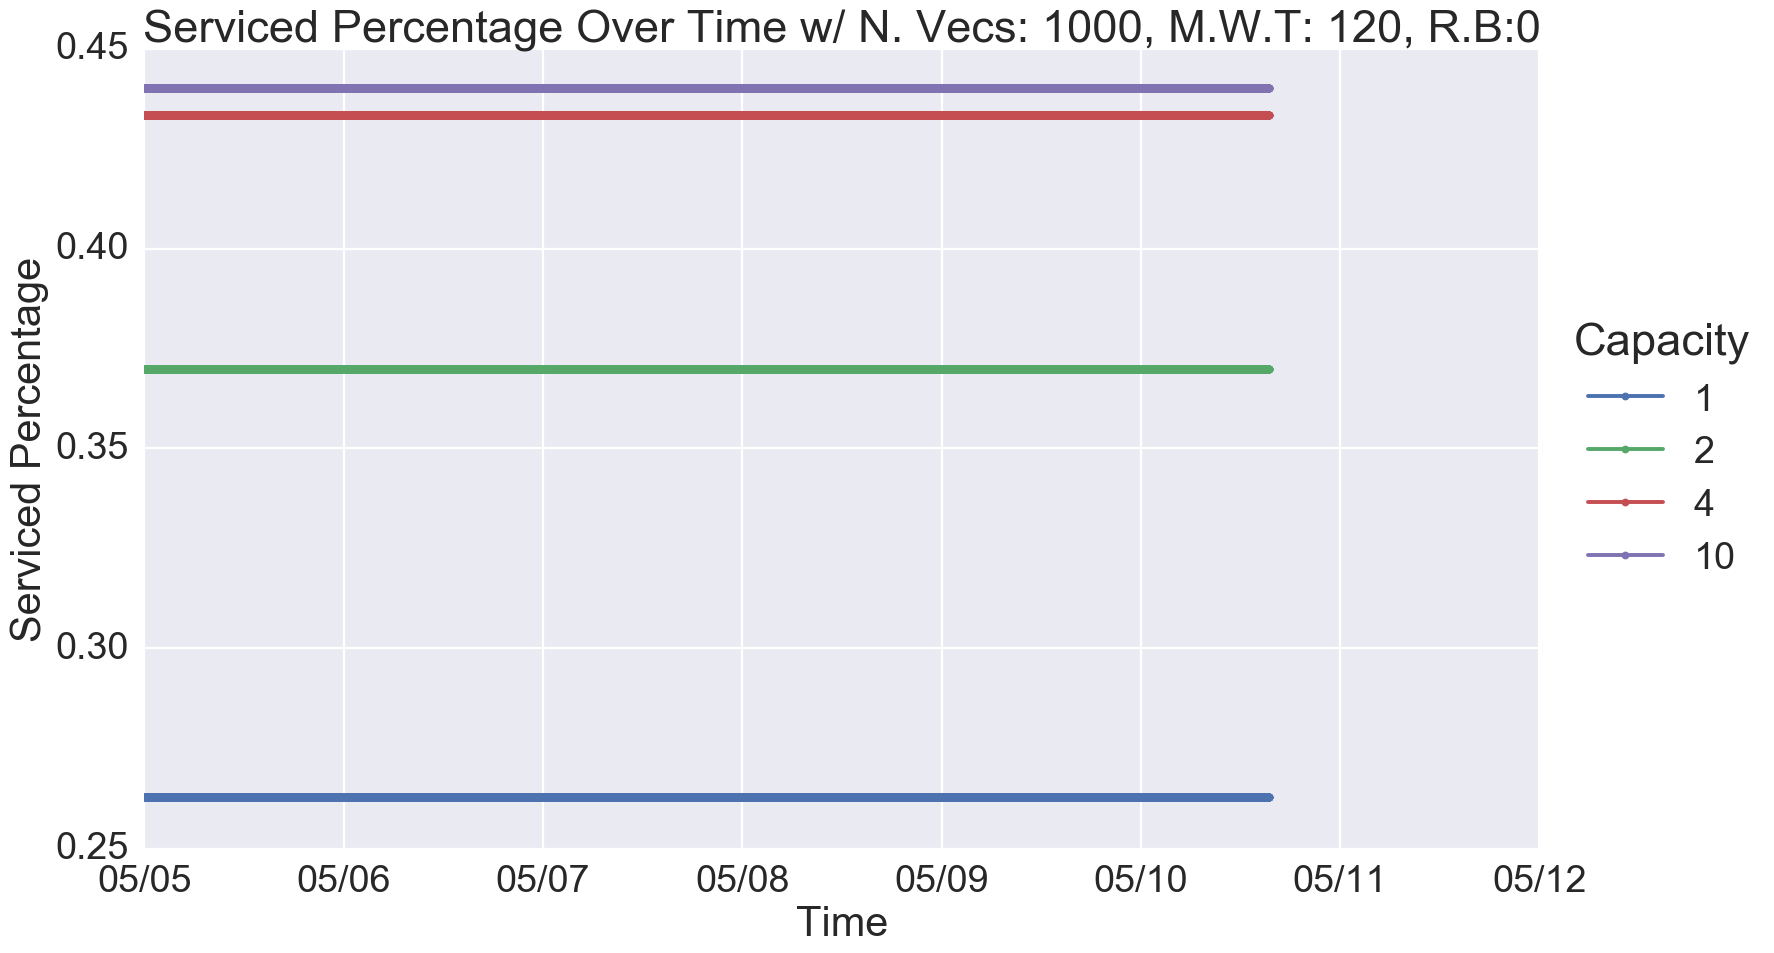 Serviced Percentage Over Time w/ N. Vecs: 1000, M.W.T: 120, R.B:0
Serviced Percentage
0.45
0.40
0.35
0.30
0.25
05/05 05/06 05/07 05/08 05/09 05/10 05/11 05/12
Time
Capacity
1
2
4
10